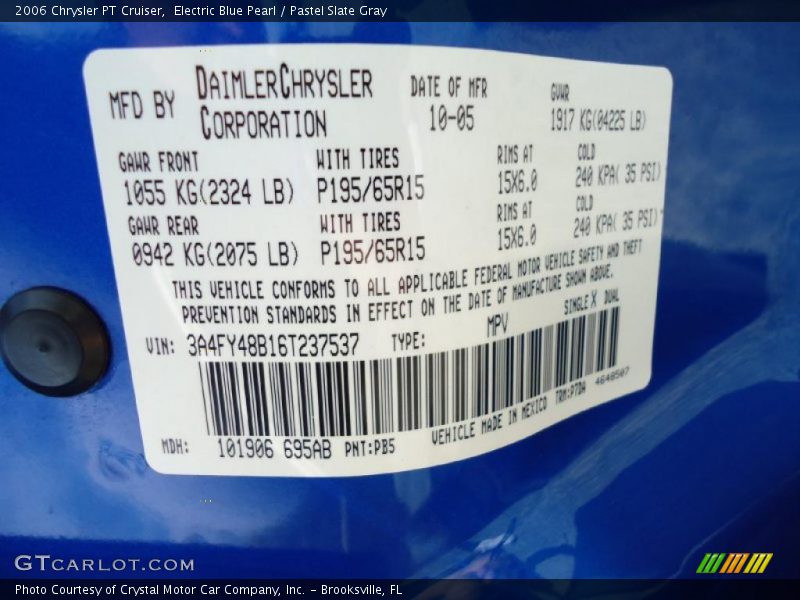 2006 Chrysler PT Cruiser, Electric Blue Pearl / Pastel Slate Gray
MFD BY DAIMLERCHRYSLER CORPORATION DATE OF MFR 10-05 GVWR 1917 KG(04225 LB)
GAWR FRONT WITH TIRES RIMS AT COLD
1055 KG(2324 LB) P195/65R15 15X6.0 240 KPA( 35 PSI)
GAWR REAR WITH TIRES RIMS AT COLD
0942 KG(2075 LB) P195/65R15 15X6.0 240 KPA( 35 PSI)
THIS VEHICLE CONFORMS TO ALL APPLICABLE FEDERAL MOTOR VEHICLE SAFETY AND THEFT
PREVENTION STANDARDS IN EFFECT ON THE DATE OF MANUFACTURE SHOWN ABOVE.
VIN: 3A4FY48B16T237537 TYPE: MPV SINGLE X DUAL
MDH: 101906 695AB PNT:PB5 VEHICLE MADE IN MEXICO TRM:P7DA 4648507
GTCARLOT.COM
Photo Courtesy of Crystal Motor Car Company, Inc. – Brooksville, FL